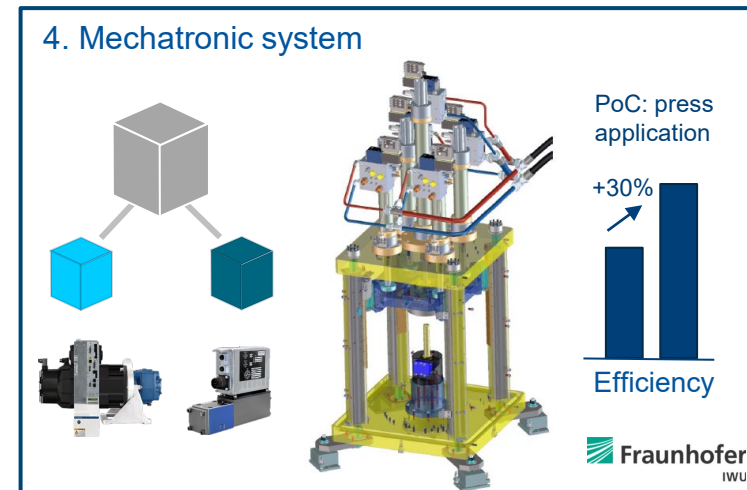 4. Mechatronic system
PoC: press
application
+30%
Efficiency
Fraunhofer
IWU